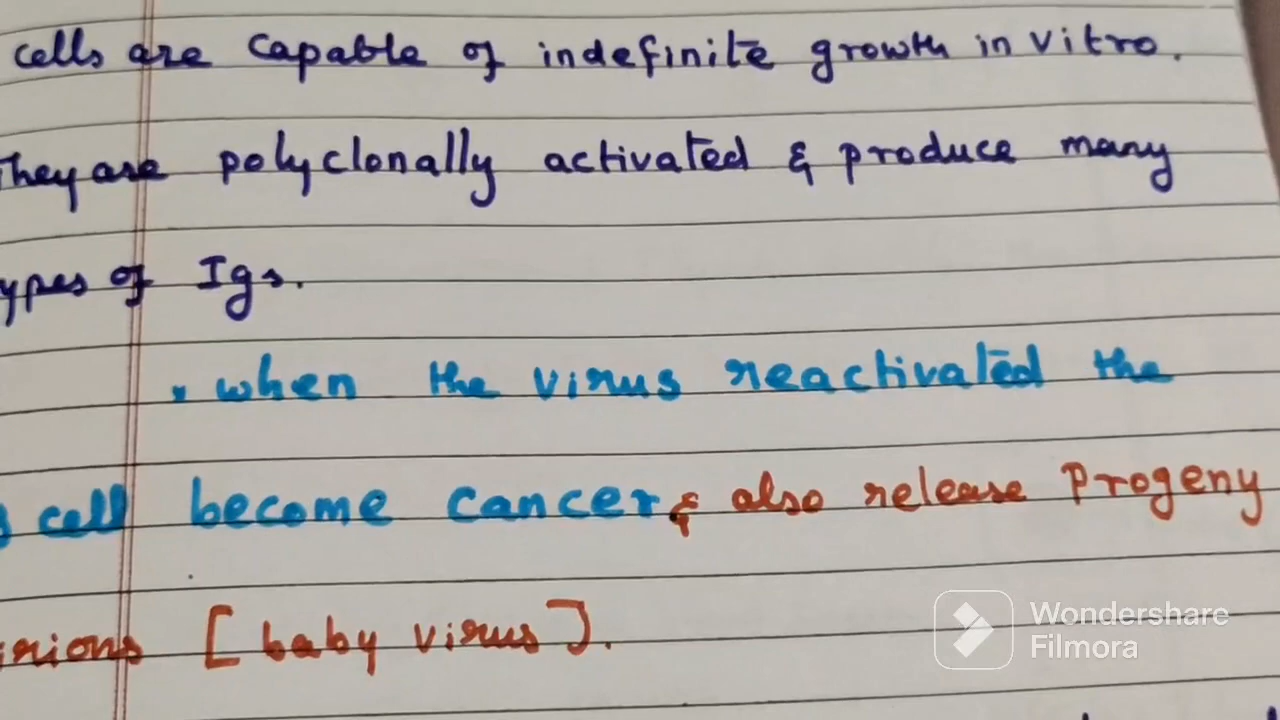 cells are capable of indefinite growth in vitro.
They are polyclonally activated & produce many
ypes of Igs.
. when the virus reactivated the
cell become cancer & also release Progeny
irions [baby virus].
Wondershare
Filmora